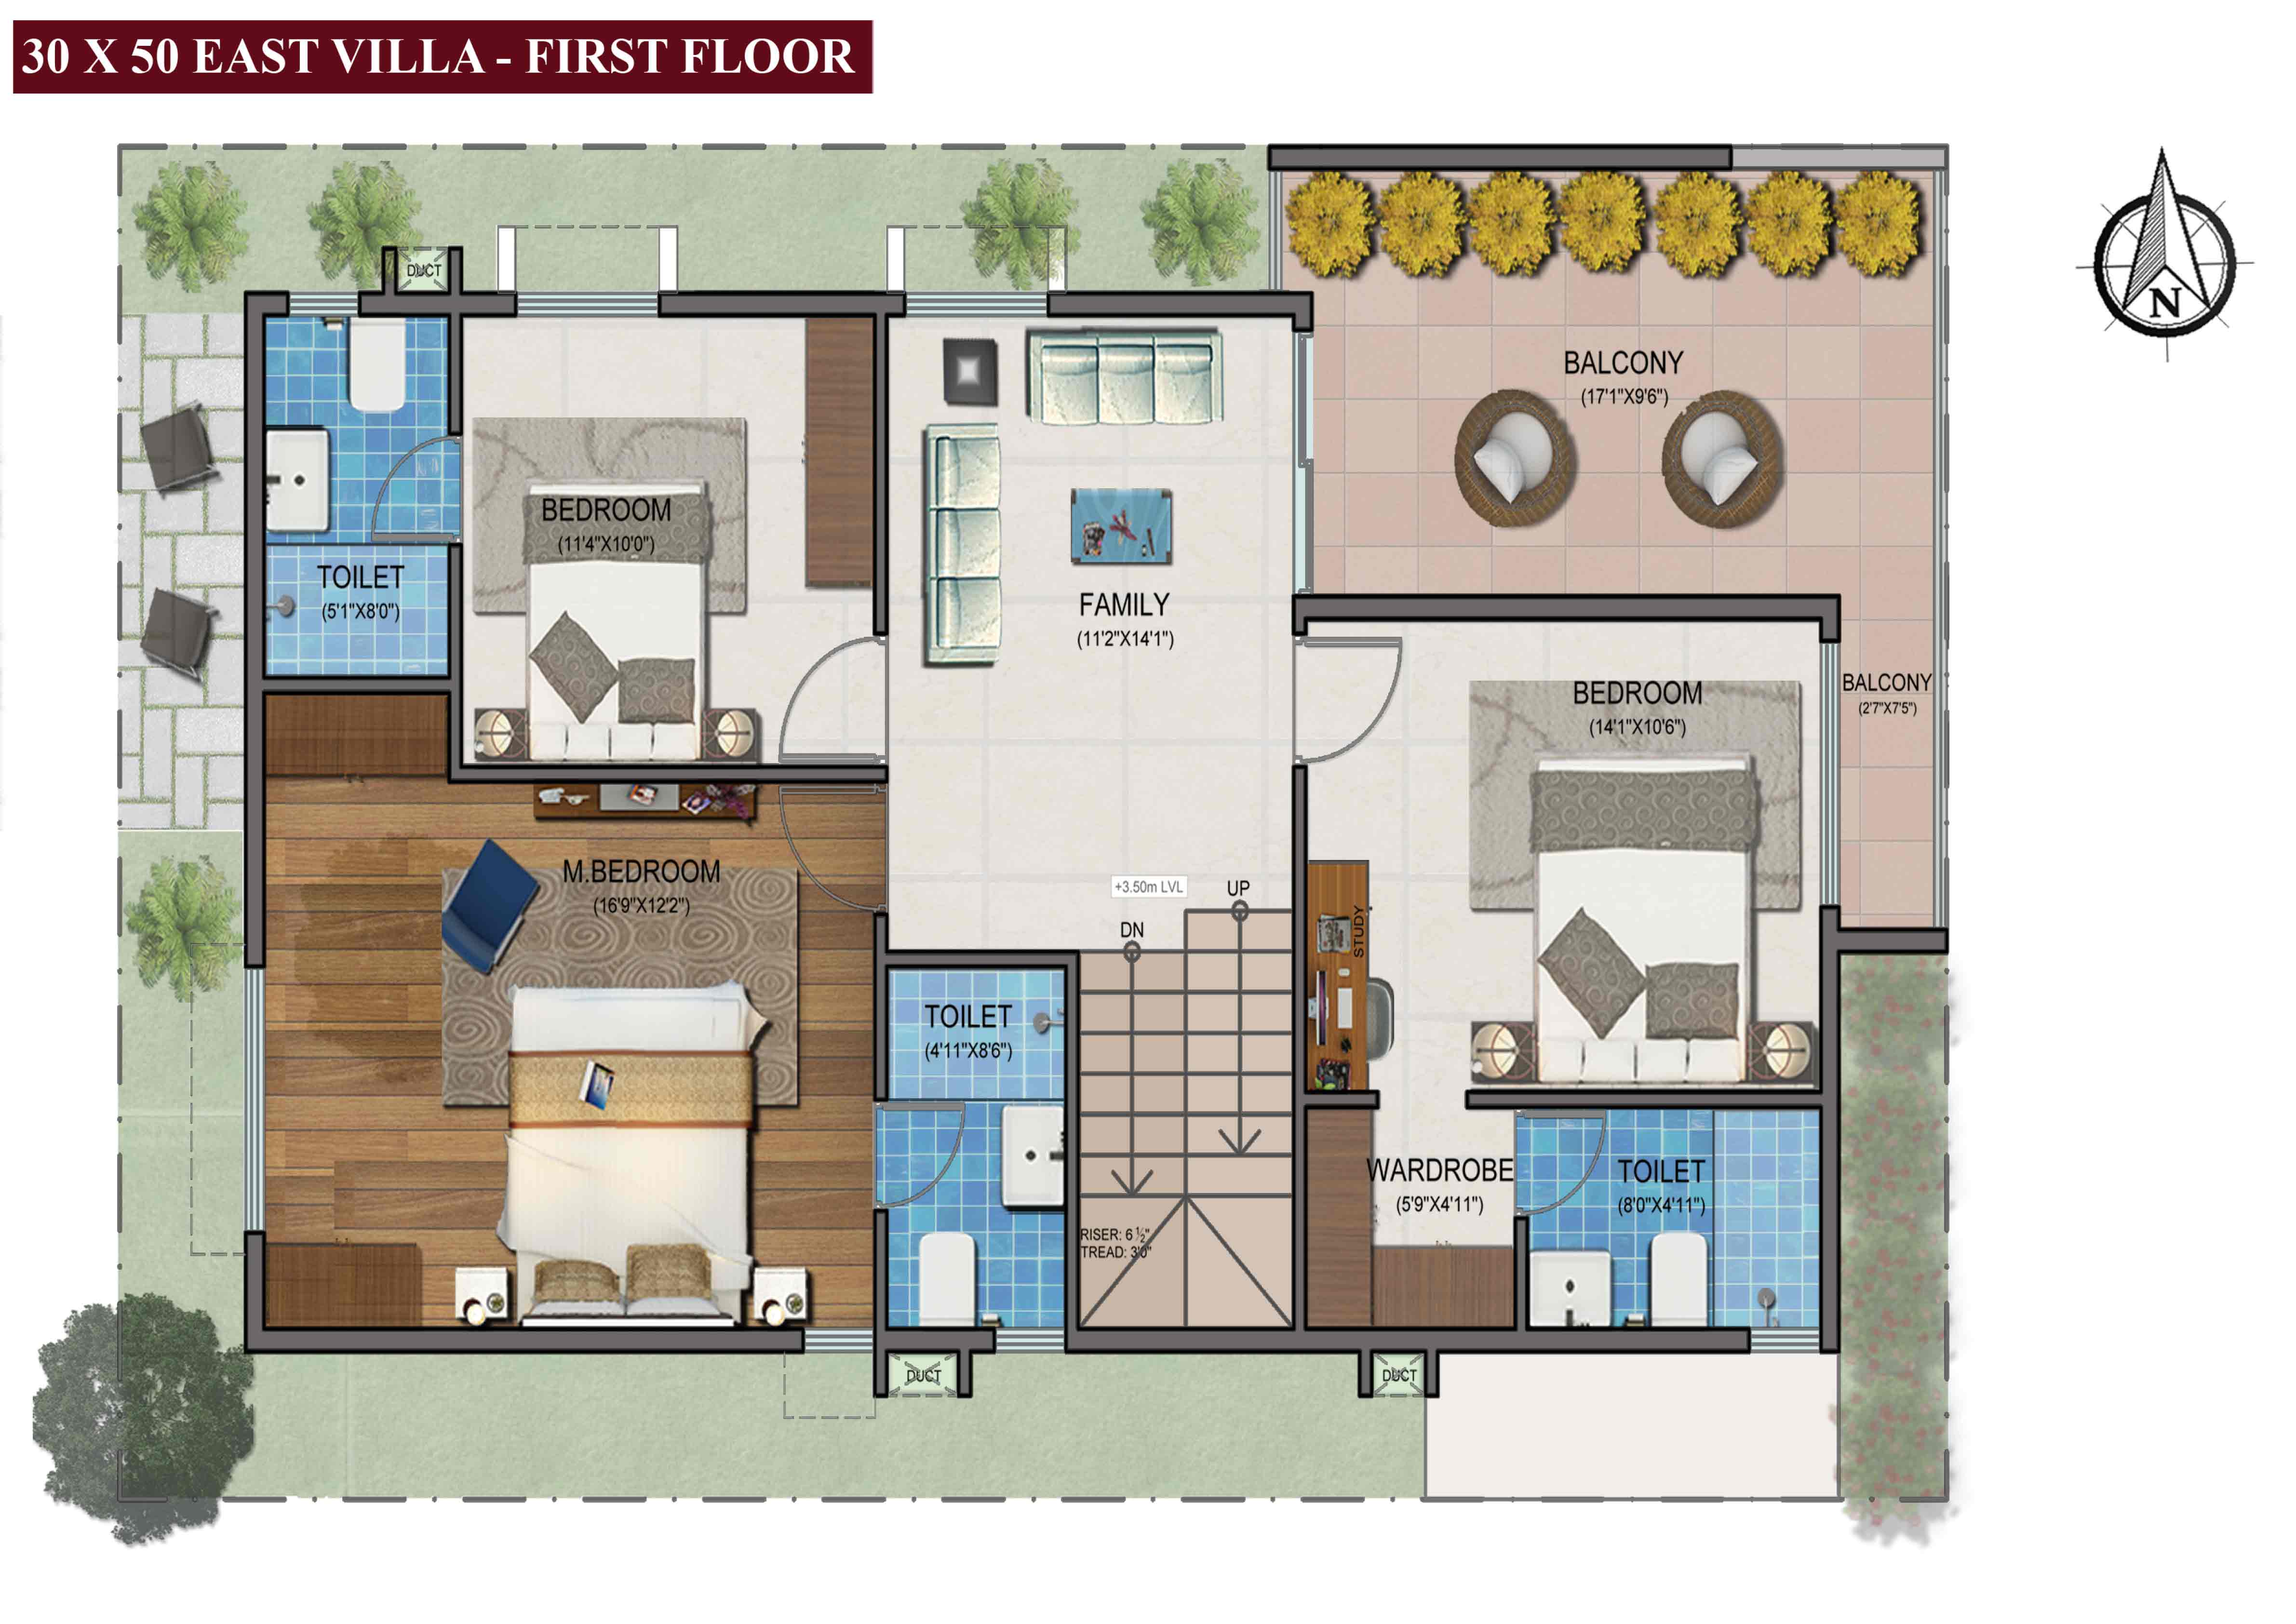 30 X 50 EAST VILLA - FIRST FLOOR
N
DUCT
BALCONY
(17'1"X9'6")
BEDROOM
(11'4"X10'0")
TOILET
(5'1"X8'0")
FAMILY
(11'2"X14'1")
BEDROOM
(14'1"X10'6")
BALCONY
(2'7"X7'5")
M.BEDROOM
(16'9"X12'2")
+3.50m LVL
UP
DN
STUDY
TOILET
(4'11"X8'6")
WARDROBE
(5'9"X4'11")
TOILET
(8'0"X4'11")
RISER: 6 ½"
TREAD: 3'0"
DUCT
DUCT